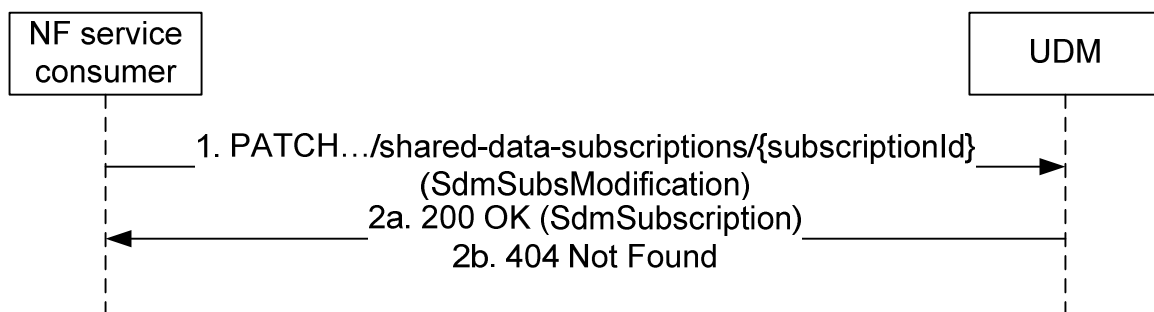 NF service
consumer
UDM
1. PATCH…/shared-data-subscriptions/{subscriptionId}
(SdmSubsModification)
2a. 200 OK (SdmSubscription)
2b. 404 Not Found